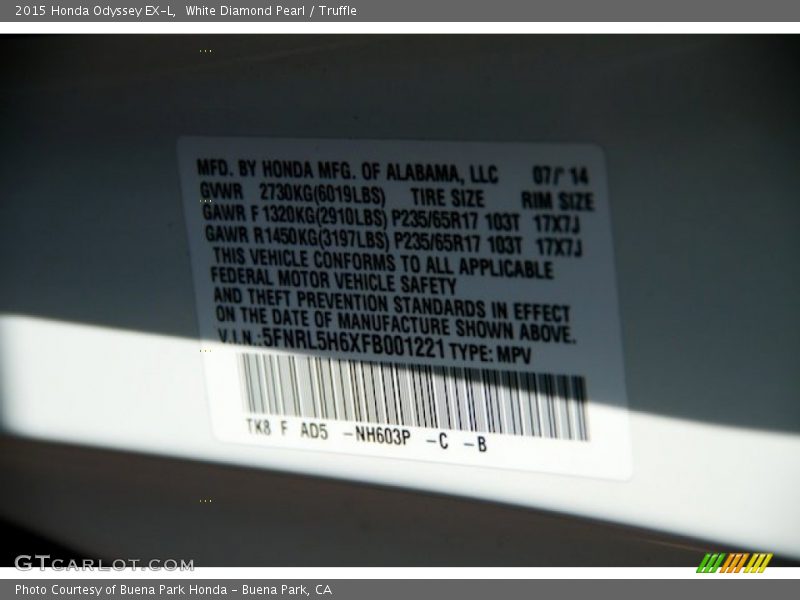 2015 Honda Odyssey EX-L, White Diamond Pearl / Truffle
MFD. BY HONDA MFG. OF ALABAMA, LLC 07/ 14
GVWR 2730KG(6019LBS) TIRE SIZE RIM SIZE
GAWR F 1320KG(2910LBS) P235/65R17 103T 17X7J
GAWR R1450KG(3197LBS) P235/65R17 103T 17X7J
THIS VEHICLE CONFORMS TO ALL APPLICABLE
FEDERAL MOTOR VEHICLE SAFETY
AND THEFT PREVENTION STANDARDS IN EFFECT
ON THE DATE OF MANUFACTURE SHOWN ABOVE.
V.I.N.:5FNRL5H6XFB001221 TYPE: MPV
TK8 F AD5 -NH603P -C -B
GTCARLOT.COM
Photo Courtesy of Buena Park Honda - Buena Park, CA